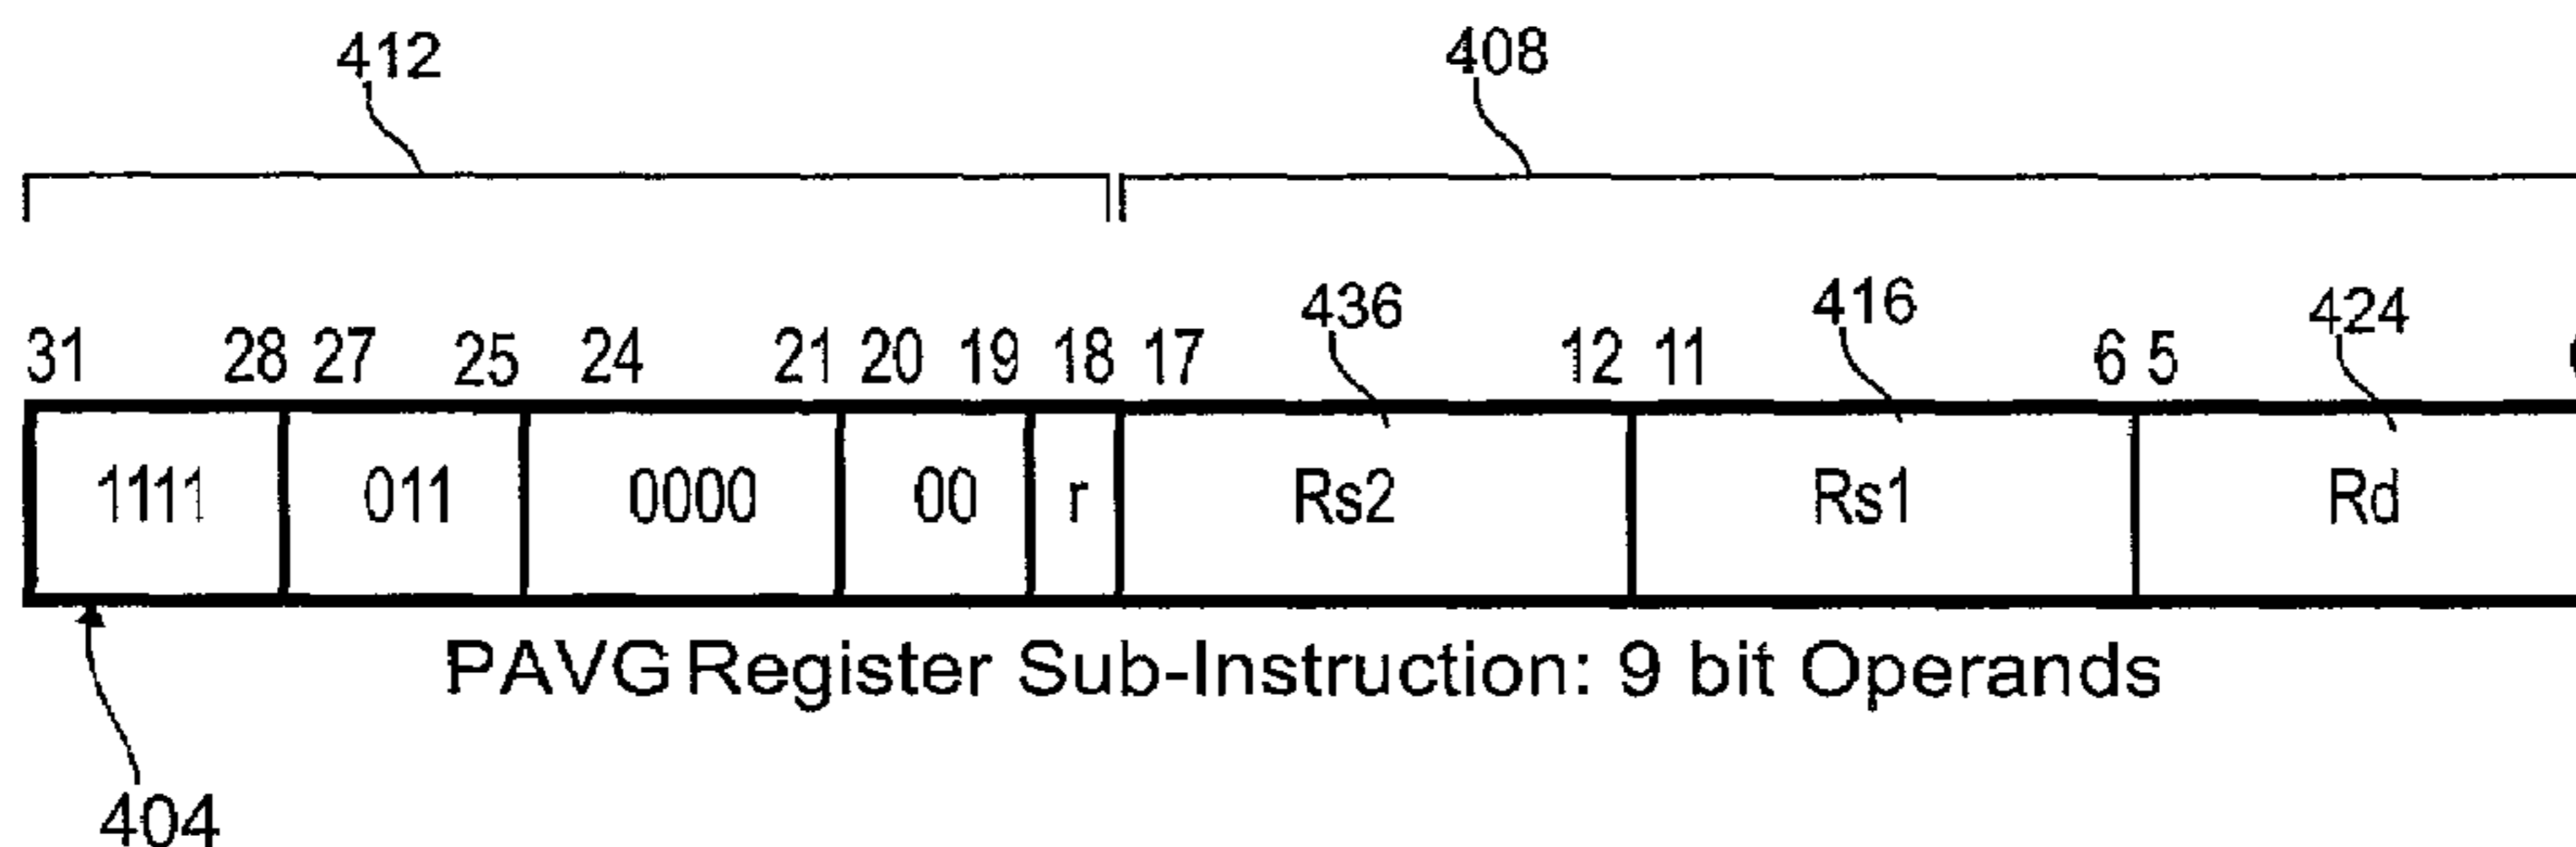 412 408
436 416 424
31 28 27 25 24 21 20 19 18 17 12 11 6 5
1111 011 0000 00 r Rs2 Rs1 Rd
PAVG Register Sub-Instruction: 9 bit Operands
404